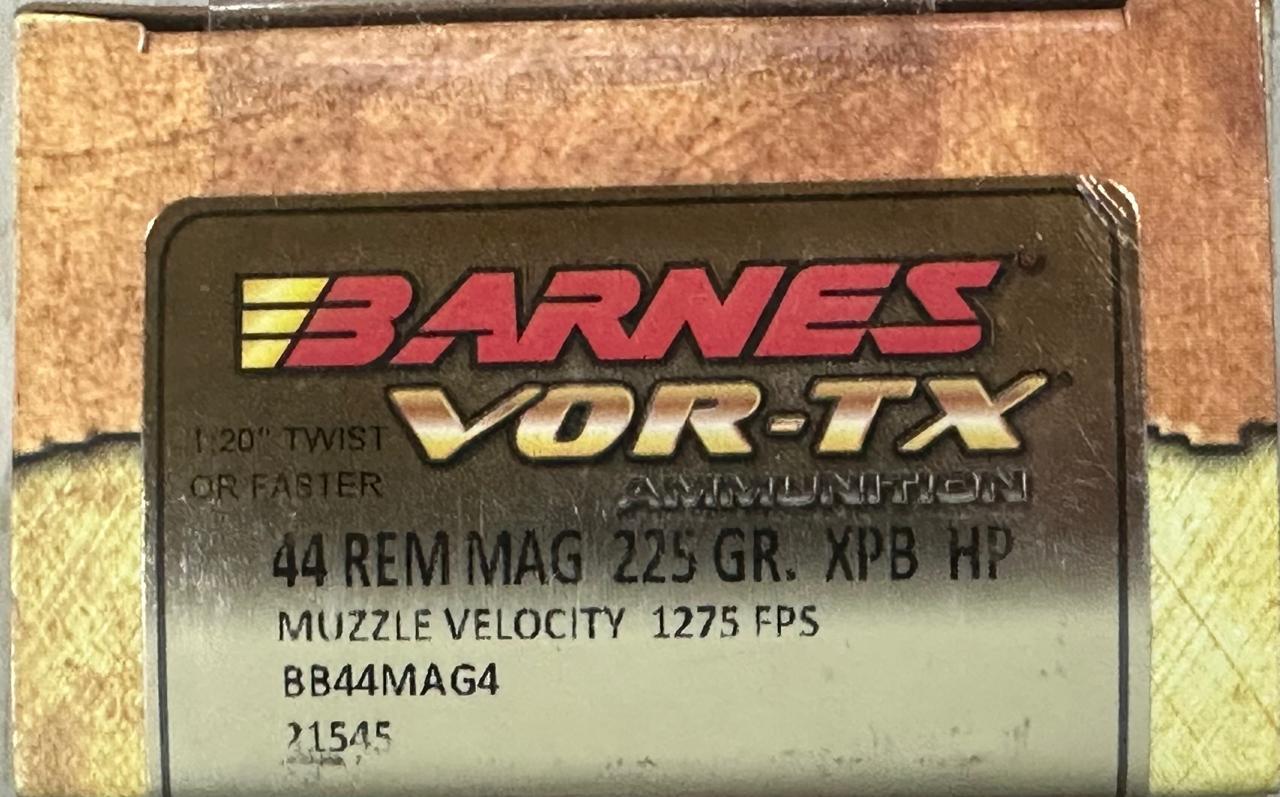 BARNES®
VOR-TX
1:20" TWIST
OR FASTER
AMMUNITION
44 REM MAG 225 GR. XPB HP
MUZZLE VELOCITY 1275 FPS
BB44MAG4
21545